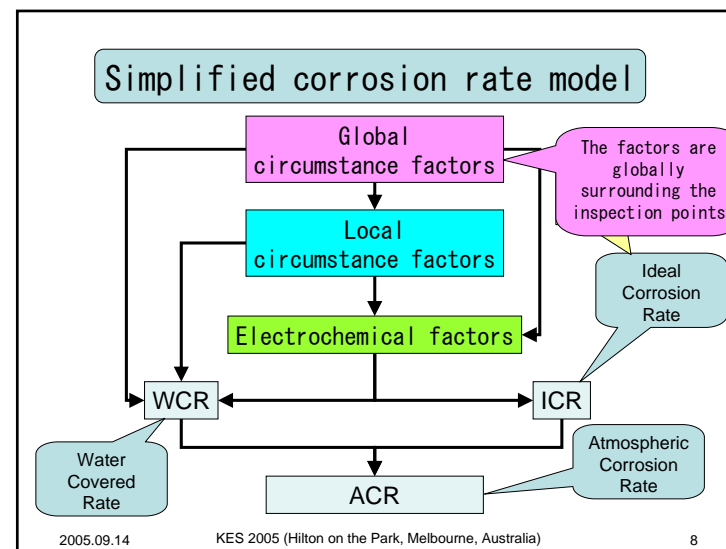 Simplified corrosion rate model
Global
circumstance factors
The factors are
globally
surrounding the
inspection points
Local
circumstance factors
Ideal
Corrosion
Rate
Electrochemical factors
WCR
ICR
Water
Covered
Rate
Atmospheric
Corrosion
Rate
ACR
2005.09.14
KES 2005 (Hilton on the Park, Melbourne, Australia)
8